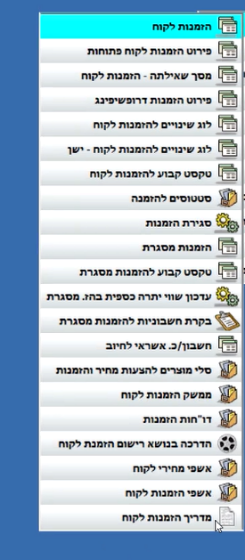 הזמנות לקוח
פירוט הזמנות לקוח פתוחות
מסך שאילתה - הזמנות לקוח
פירוט הזמנות דרופשיפינג
לוג שינויים להזמנות לקוח
לוג שינויים להזמנות לקוח - ישן
טקסט קבוע להזמנות לקוח
סטטוסים להזמנה
סגירת הזמנות
הזמנות מסגרת
טקסט קבוע להזמנות מסגרת
עדכון שווי יתרה כספית בהז. מסגרת
בקרת חשבוניות להזמנות מסגרת
חשבון/כ. אשראי לחיוב
סלי מוצרים להצעות מחיר והזמנות
ממשק הזמנות לקוח
דו"חות הזמנות
הדרכה בנושא רישום הזמנת לקוח
אשפי מחירי לקוח
אשפי הזמנות לקוח
מדריך הזמנות לקוח